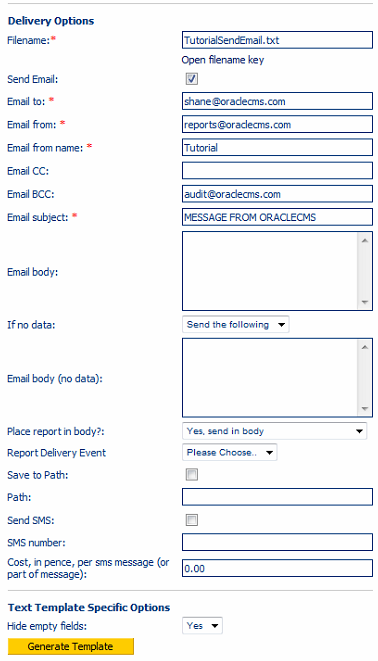 Delivery Options
Filename:* TutorialSendEmail.txt
Open filename key
Send Email:
Email to: * shane@oraclecms.com
Email from: * reports@oraclecms.com
Email from name: * Tutorial
Email CC:
Email BCC: audit@oraclecms.com
Email subject: * MESSAGE FROM ORACLECMS
Email body:
If no data: Send the following
Email body (no data):
Place report in body?: Yes, send in body
Report Delivery Event Please Choose..
Save to Path:
Path:
Send SMS:
SMS number:
Cost, in pence, per sms message (or
part of message): 0.00
Text Template Specific Options
Hide empty fields: Yes
Generate Template